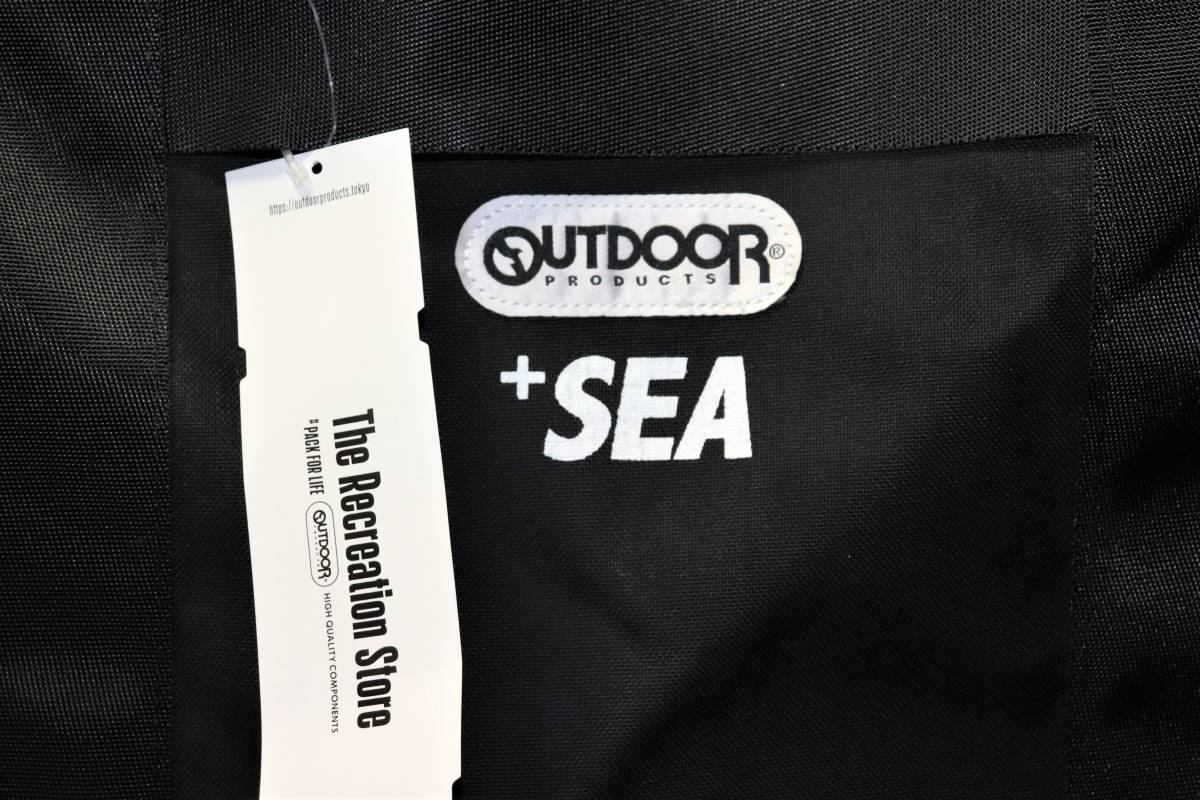 https://outdoorproducts.tokyo
The Recreation Store
# PACK FOR LIFE
OUTDOOR®
HIGH QUALITY COMPONENTS
OUTDOOR®
PRODUCTS
+SEA